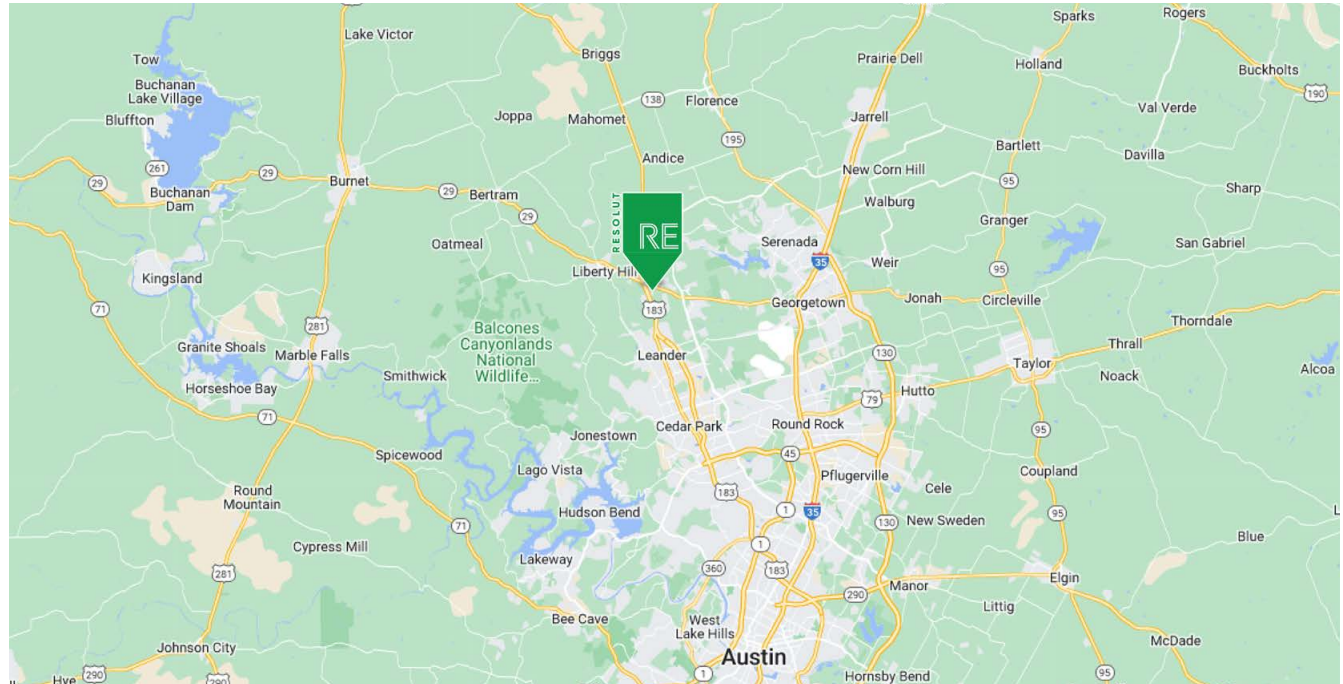 Sparks
Rogers
Lake Victor
Tow
Briggs
Prairie Dell
Holland
Buckholts
Buchanan
Lake Village
190
138
Florence
Val Verde
Bluffton
Joppa
Mahomet
Jarrell
195
Bartlett
Davilla
261
Andice
29
29
Burnet
New Corn Hill
95
Buchanan
Dam
29
Bertram
Sharp
RESOLUT
RE
Walburg
29
Granger
Oatmeal
Serenada
San Gabriel
35
Weir
95
Kingsland
Liberty Hill
71
183
Georgetown
Jonah
Circleville
281
Balcones
Canyonlands
National
Wildlife...
Thorndale
Granite Shoals
Marble Falls
Leander
130
Thrall
Taylor
Smithwick
Noack
Alcoa
Horseshoe Bay
Hutto
79
71
Cedar Park
Round Rock
Jonestown
95
Spicewood
45
Lago Vista
Pflugerville
Coupland
Round
Mountain
183
Cele
Hudson Bend
1
35
95
71
130
New Sweden
Blue
Cypress Mill
1
Lakeway
360
183
281
Manor
Elgin
290
Littig
Bee Cave
West
Lake Hills
McDade
Johnson City
Austin
290
1
95
Hye
290
Hornsby Bend
L